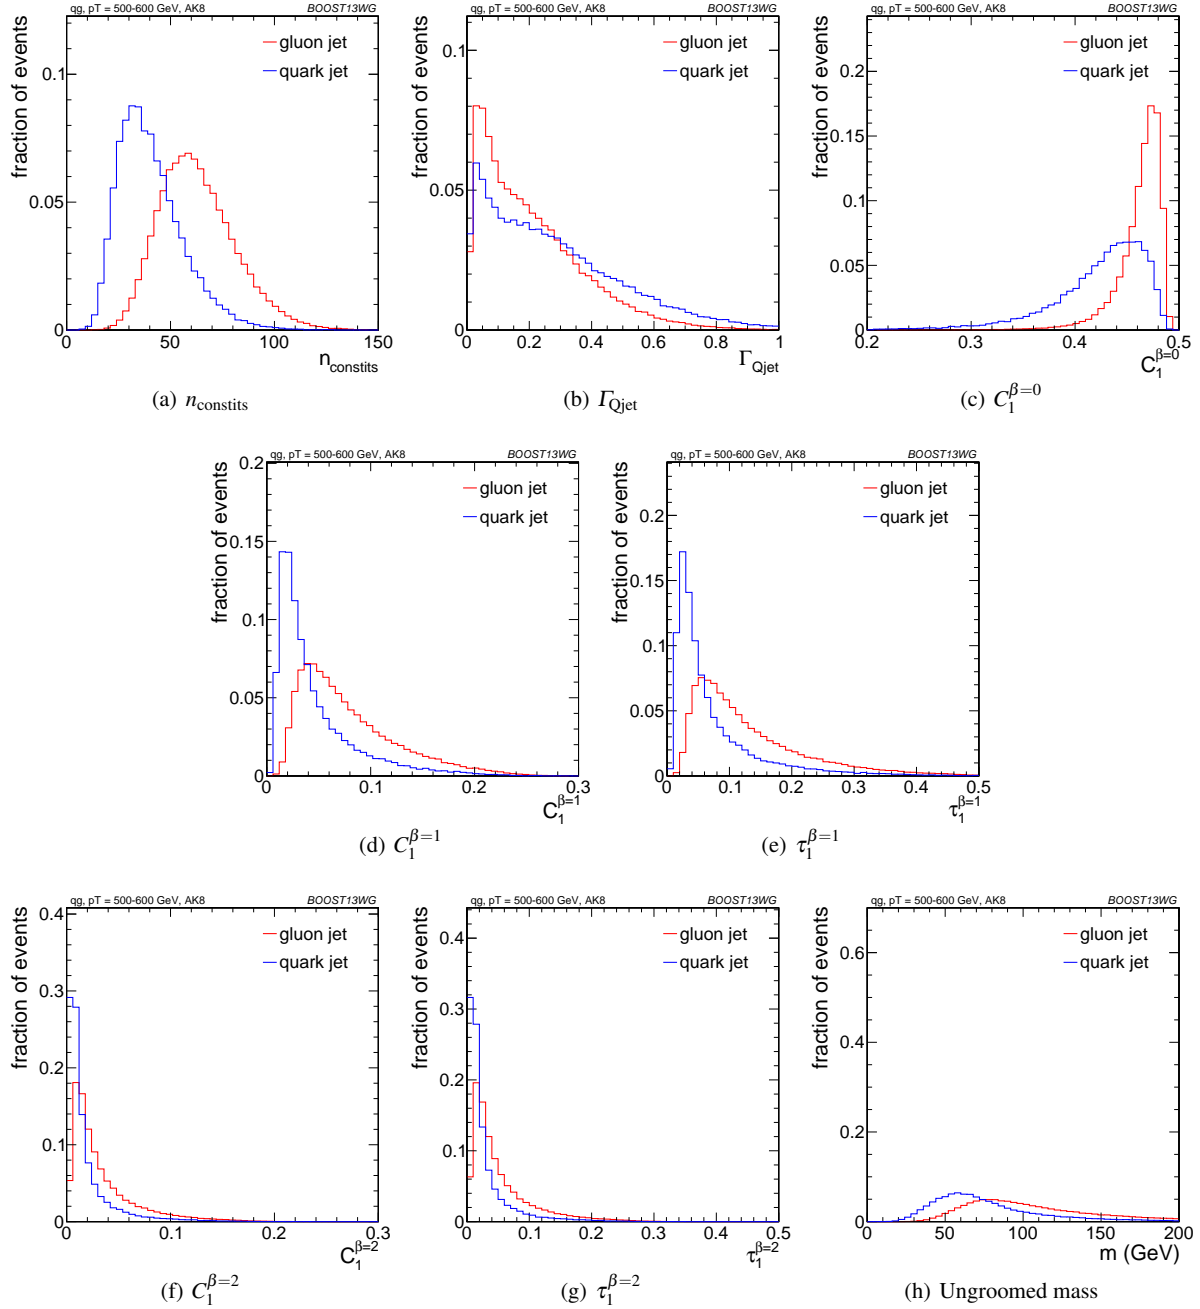 qg, pT = 500-600 GeV, AK8 BOOST13WG
fraction of events
gluon jet
quark jet
0.1
0.05
0
0 50 100 150
n_constits
(a) n_constits
qg, pT = 500-600 GeV, AK8 BOOST13WG
fraction of events
gluon jet
quark jet
0.1
0.05
0
0 0.2 0.4 0.6 0.8 1
Γ_Qjet
(b) Γ_Qjet
qg, pT = 500-600 GeV, AK8 BOOST13WG
fraction of events
gluon jet
quark jet
0.2
0.15
0.1
0.05
0
0.2 0.3 0.4 0.5
C_1^β=0
(c) C_1^β=0
qg, pT = 500-600 GeV, AK8 BOOST13WG
fraction of events
gluon jet
quark jet
0.2
0.15
0.1
0.05
0
0 0.1 0.2 0.3
C_1^β=1
(d) C_1^β=1
qg, pT = 500-600 GeV, AK8 BOOST13WG
fraction of events
gluon jet
quark jet
0.2
0.15
0.1
0.05
0
0 0.1 0.2 0.3 0.4 0.5
τ_1^β=1
(e) τ_1^β=1
qg, pT = 500-600 GeV, AK8 BOOST13WG
fraction of events
gluon jet
quark jet
0.4
0.3
0.2
0.1
0
0 0.1 0.2 0.3
C_1^β=2
(f) C_1^β=2
qg, pT = 500-600 GeV, AK8 BOOST13WG
fraction of events
gluon jet
quark jet
0.4
0.3
0.2
0.1
0
0 0.1 0.2 0.3 0.4 0.5
τ_1^β=2
(g) τ_1^β=2
qg, pT = 500-600 GeV, AK8 BOOST13WG
fraction of events
gluon jet
quark jet
0.6
0.4
0.2
0
0 50 100 150 200
m (GeV)
(h) Ungroomed mass